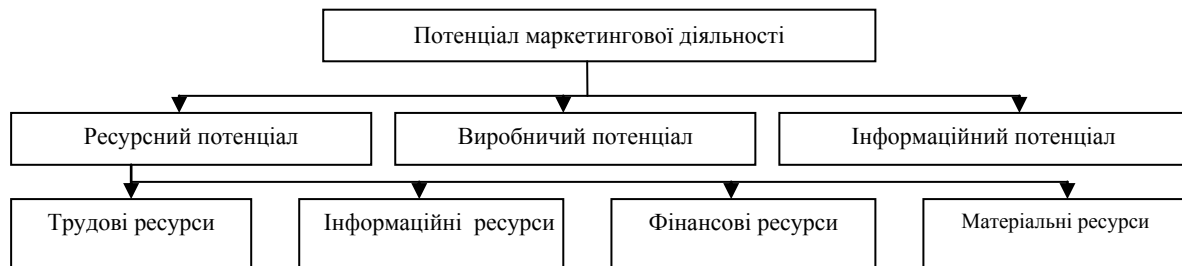 Потенціал маркетингової діяльності
Ресурсний потенціал
Виробничий потенціал
Інформаційний потенціал
Трудові ресурси
Інформаційні ресурси
Фінансові ресурси
Матеріальні ресурси